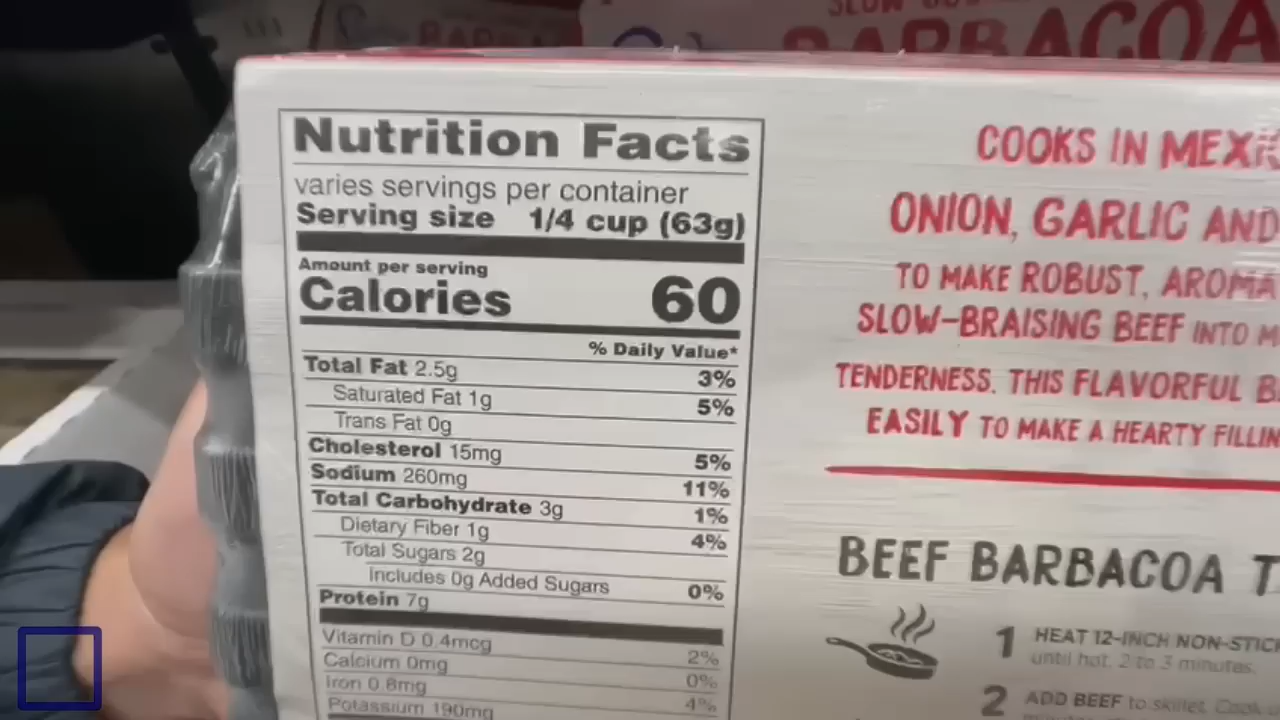 BARBACOA
Nutrition Facts
varies servings per container
Serving size 1/4 cup (63g)
Amount per serving
Calories 60
% Daily Value*
Total Fat 2.5g 3%
Saturated Fat 1g 5%
Trans Fat 0g
Cholesterol 15mg 5%
Sodium 260mg 11%
Total Carbohydrate 3g 1%
Dietary Fiber 1g 4%
Total Sugars 2g
Includes 0g Added Sugars 0%
Protein 7g
Vitamin D 0.4mcg 2%
Calcium 0mg 0%
Iron 0.8mg 4%
Potassium 190mg
COOKS IN
ONION, GARLIC AND
TO MAKE ROBUST,
SLOW-BRAISING BEEF INTO
TENDERNESS. THIS FLAVORFUL
EASILY TO MAKE A HEARTY
BEEF BARBACOA
1 HEAT 12-INCH
until hot, 2 to 3 minutes.
2 ADD BEEF to skillet.